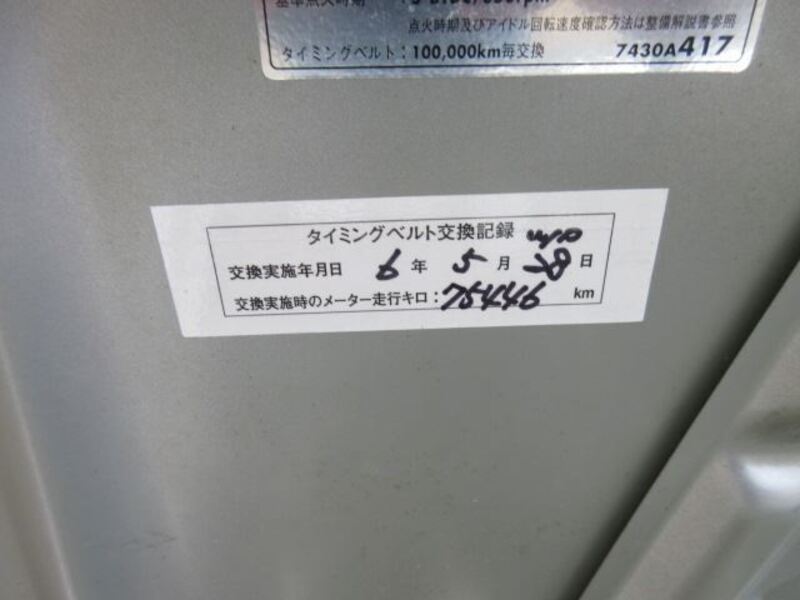 点火時期及びアイドル回転速度確認方法は整備解説書参照
タイミングベルト：100,000km毎交換 7430A417
タイミングベルト交換記録 W/P
交換実施年月日 6年 5月 28日
交換実施時のメーター走行キロ：75446 km